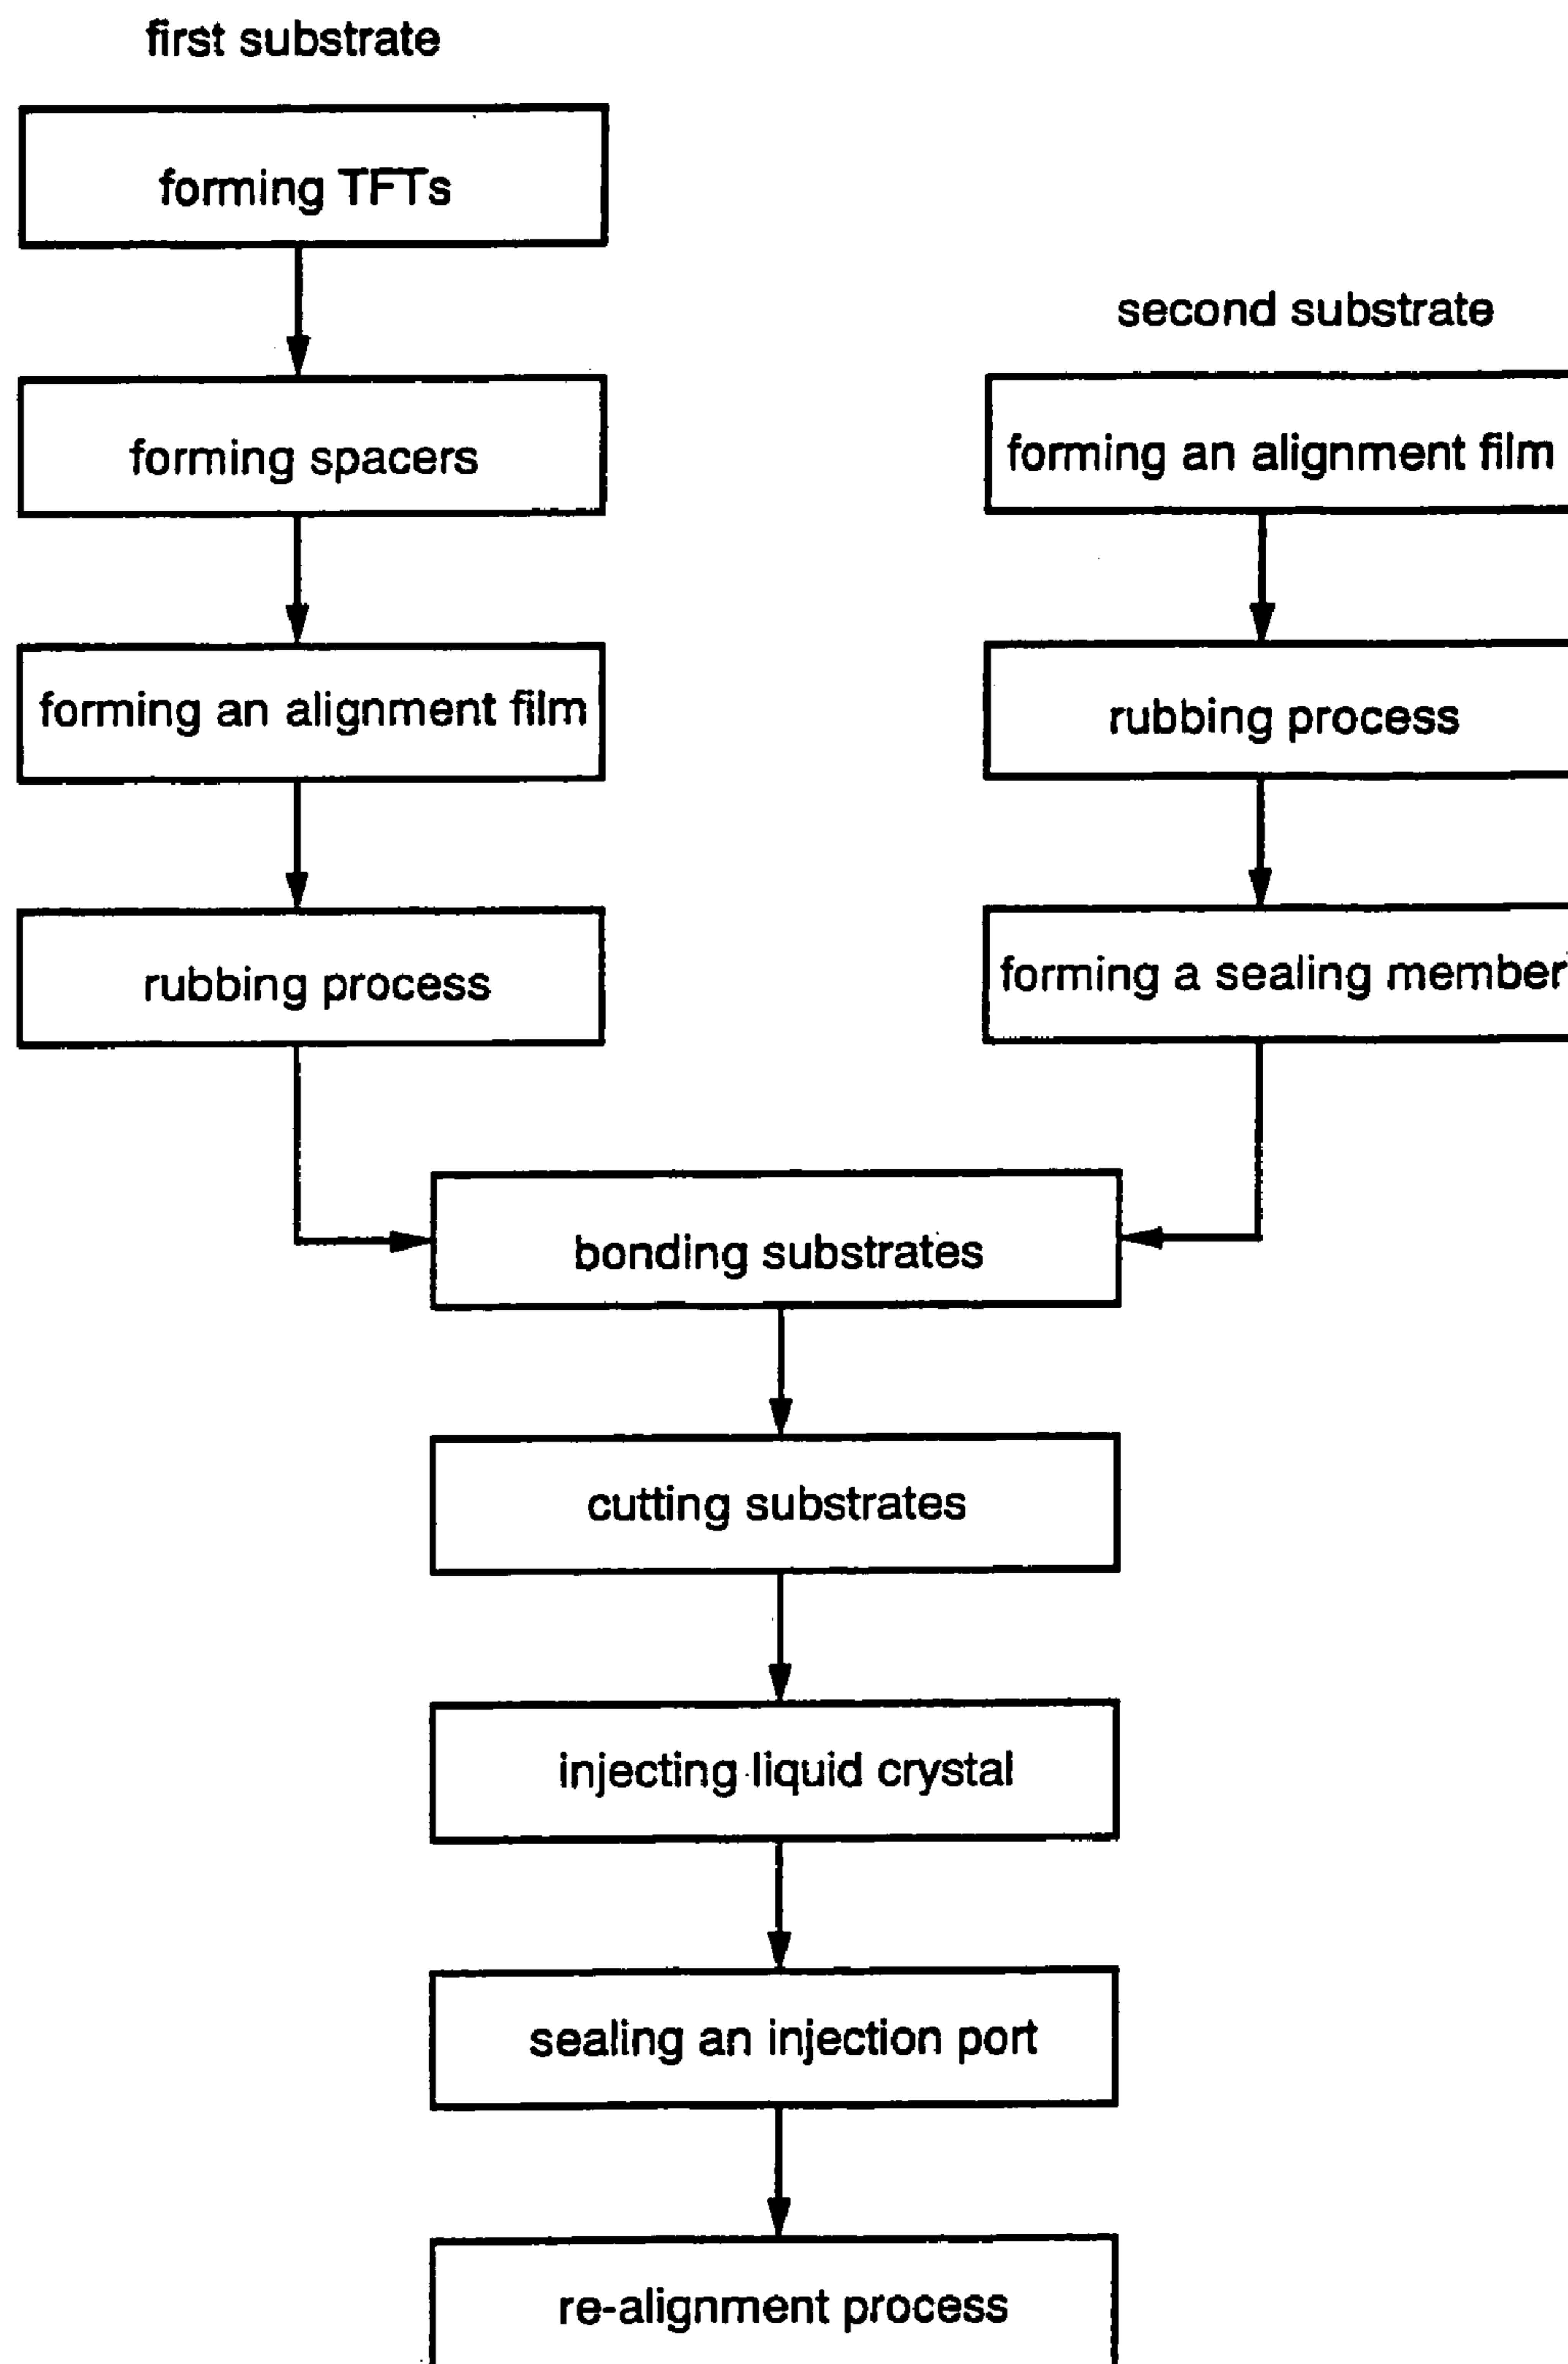 first substrate
forming TFTs
forming spacers
forming an alignment film
rubbing process
second substrate
forming an alignment film
rubbing process
forming a sealing member
bonding substrates
cutting substrates
injecting liquid crystal
sealing an injection port
re-alignment process